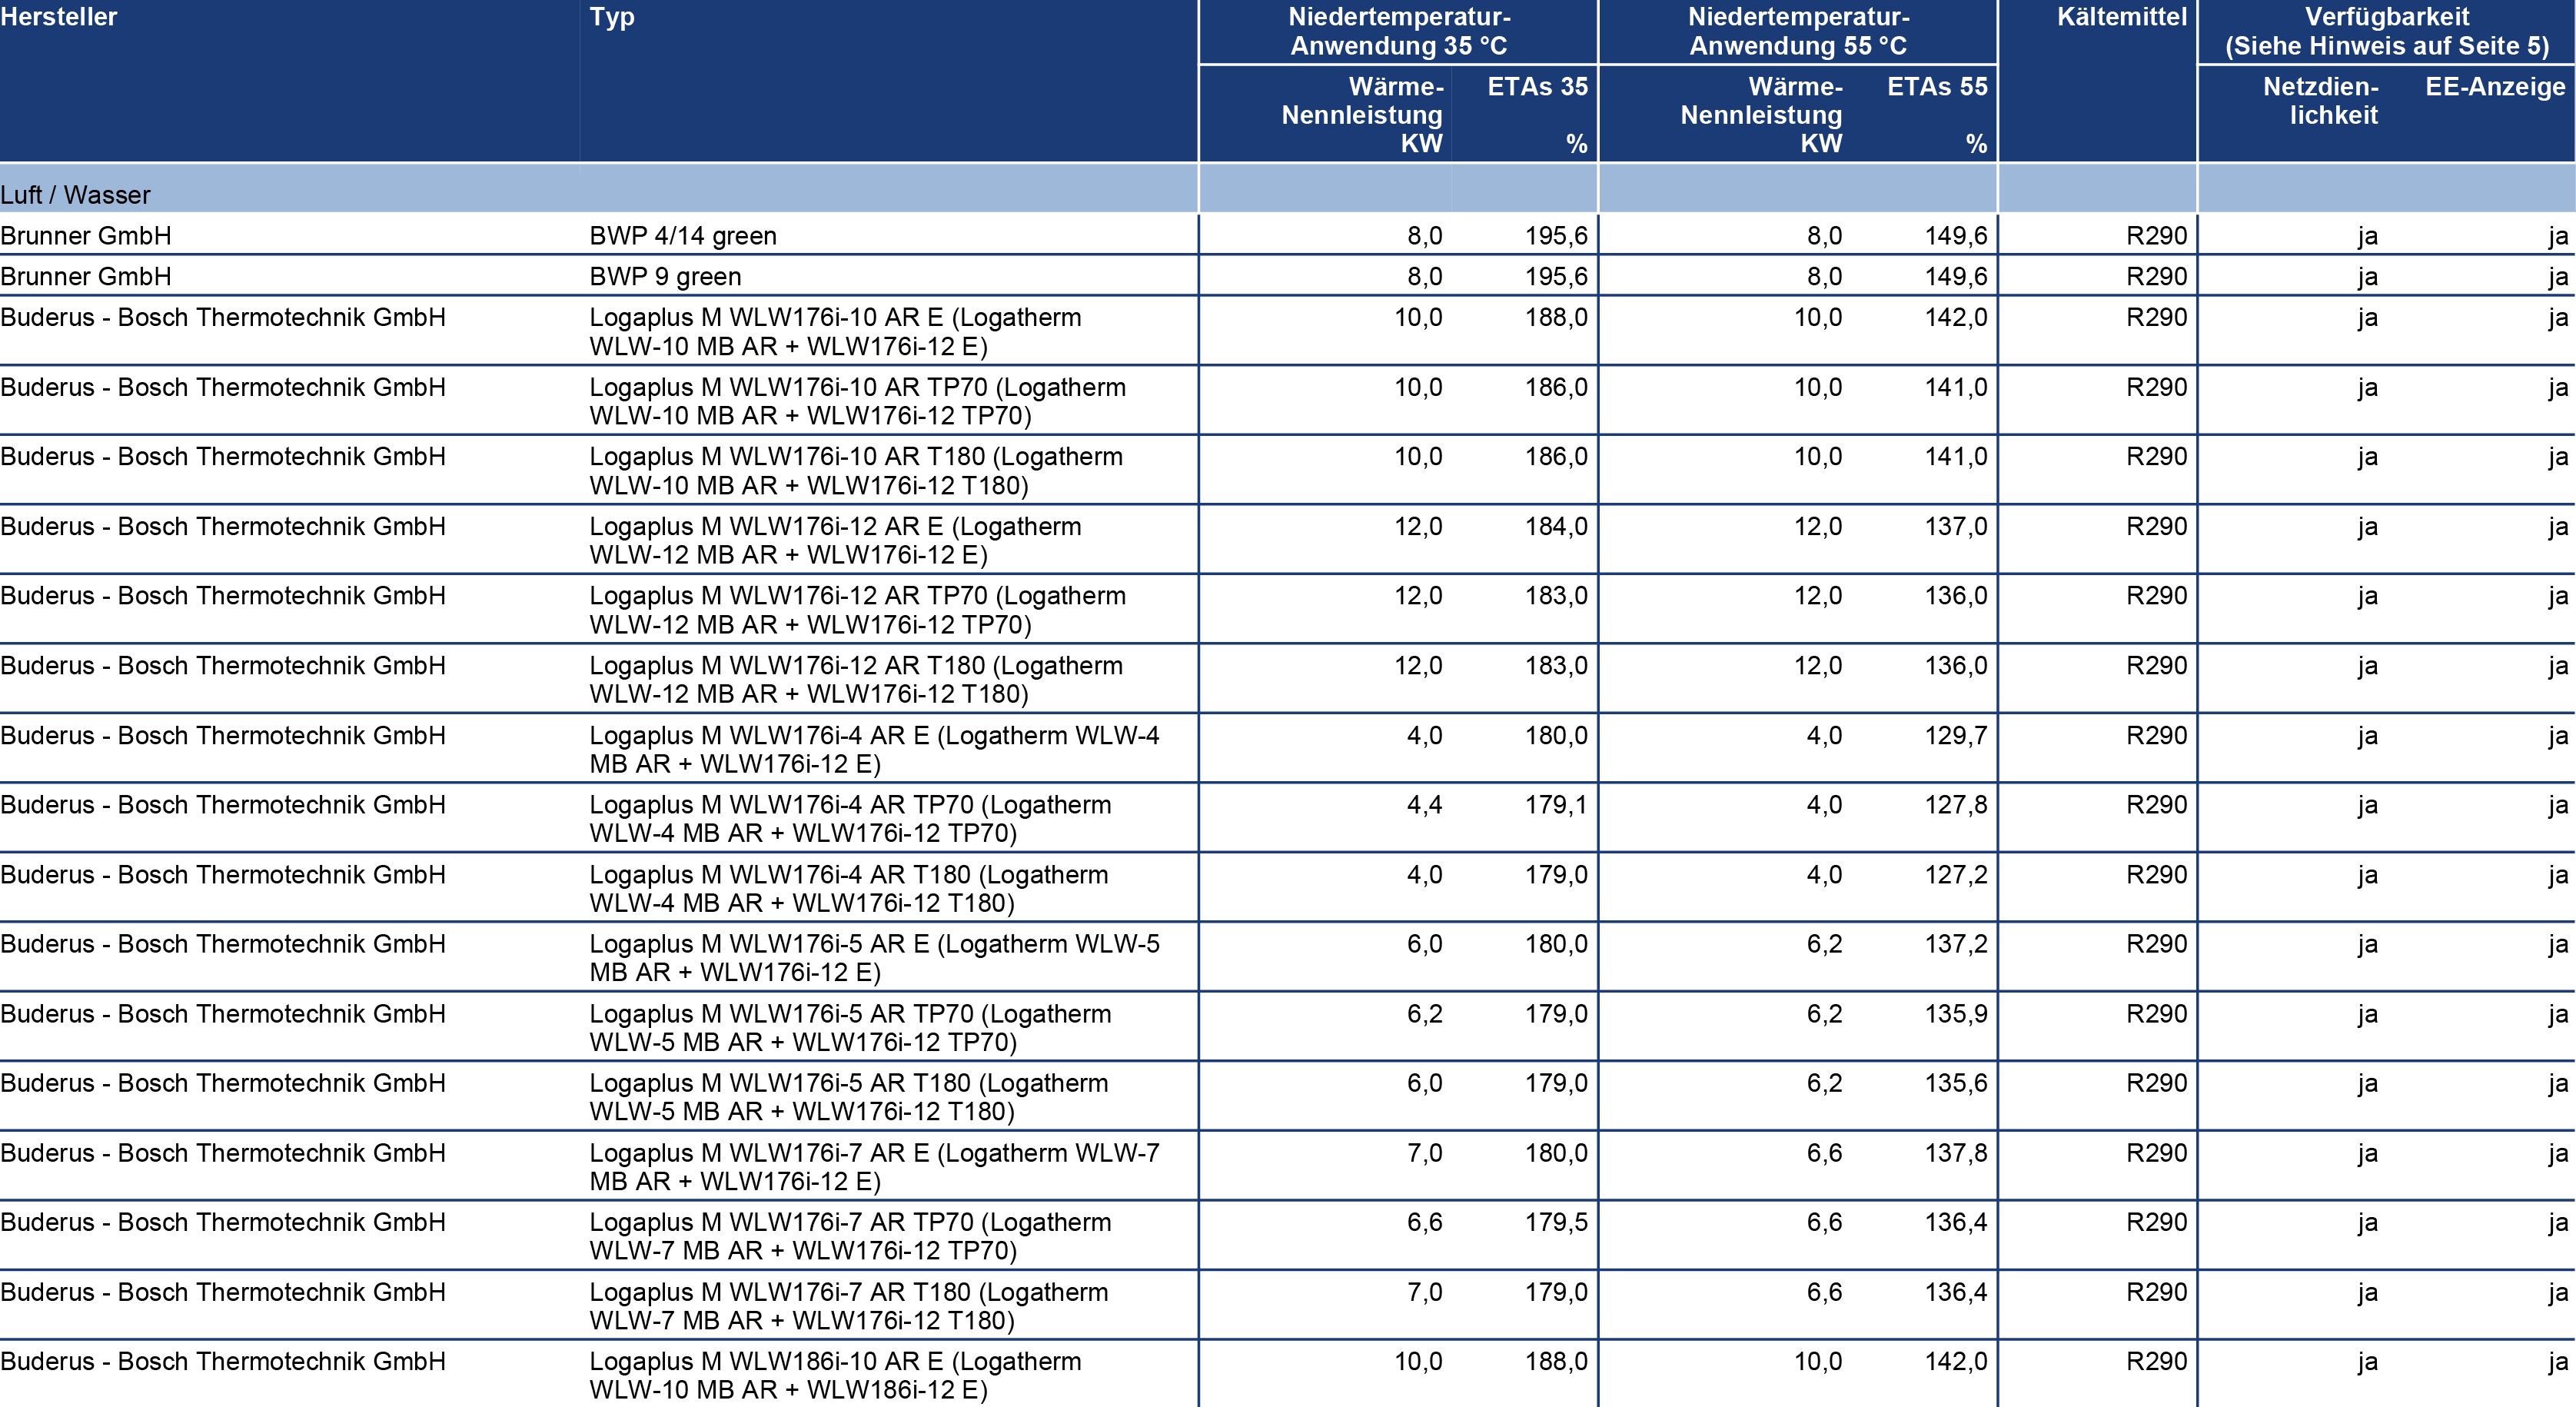 Hersteller Typ Niedertemperatur- Niedertemperatur- Kältemittel Verfügbarkeit
Anwendung 35 °C Anwendung 55 °C (Siehe Hinweis auf Seite 5)
Wärme- ETAs 35 Wärme- ETAs 55 Netzdien- EE-Anzeige
Nennleistung Nennleistung lichkeit
KW % KW %
Luft / Wasser
Brunner GmbH BWP 4/14 green 8,0 195,6 8,0 149,6 R290 ja ja
Brunner GmbH BWP 9 green 8,0 195,6 8,0 149,6 R290 ja ja
Buderus - Bosch Thermotechnik GmbH Logaplus M WLW176i-10 AR E (Logatherm 10,0 188,0 10,0 142,0 R290 ja ja
WLW-10 MB AR + WLW176i-12 E)
Buderus - Bosch Thermotechnik GmbH Logaplus M WLW176i-10 AR TP70 (Logatherm 10,0 186,0 10,0 141,0 R290 ja ja
WLW-10 MB AR + WLW176i-12 TP70)
Buderus - Bosch Thermotechnik GmbH Logaplus M WLW176i-10 AR T180 (Logatherm 10,0 186,0 10,0 141,0 R290 ja ja
WLW-10 MB AR + WLW176i-12 T180)
Buderus - Bosch Thermotechnik GmbH Logaplus M WLW176i-12 AR E (Logatherm 12,0 184,0 12,0 137,0 R290 ja ja
WLW-12 MB AR + WLW176i-12 E)
Buderus - Bosch Thermotechnik GmbH Logaplus M WLW176i-12 AR TP70 (Logatherm 12,0 183,0 12,0 136,0 R290 ja ja
WLW-12 MB AR + WLW176i-12 TP70)
Buderus - Bosch Thermotechnik GmbH Logaplus M WLW176i-12 AR T180 (Logatherm 12,0 183,0 12,0 136,0 R290 ja ja
WLW-12 MB AR + WLW176i-12 T180)
Buderus - Bosch Thermotechnik GmbH Logaplus M WLW176i-4 AR E (Logatherm WLW-4 4,0 180,0 4,0 129,7 R290 ja ja
MB AR + WLW176i-12 E)
Buderus - Bosch Thermotechnik GmbH Logaplus M WLW176i-4 AR TP70 (Logatherm 4,4 179,1 4,0 127,8 R290 ja ja
WLW-4 MB AR + WLW176i-12 TP70)
Buderus - Bosch Thermotechnik GmbH Logaplus M WLW176i-4 AR T180 (Logatherm 4,0 179,0 4,0 127,2 R290 ja ja
WLW-4 MB AR + WLW176i-12 T180)
Buderus - Bosch Thermotechnik GmbH Logaplus M WLW176i-5 AR E (Logatherm WLW-5 6,0 180,0 6,2 137,2 R290 ja ja
MB AR + WLW176i-12 E)
Buderus - Bosch Thermotechnik GmbH Logaplus M WLW176i-5 AR TP70 (Logatherm 6,2 179,0 6,2 135,9 R290 ja ja
WLW-5 MB AR + WLW176i-12 TP70)
Buderus - Bosch Thermotechnik GmbH Logaplus M WLW176i-5 AR T180 (Logatherm 6,0 179,0 6,2 135,6 R290 ja ja
WLW-5 MB AR + WLW176i-12 T180)
Buderus - Bosch Thermotechnik GmbH Logaplus M WLW176i-7 AR E (Logatherm WLW-7 7,0 180,0 6,6 137,8 R290 ja ja
MB AR + WLW176i-12 E)
Buderus - Bosch Thermotechnik GmbH Logaplus M WLW176i-7 AR TP70 (Logatherm 6,6 179,5 6,6 136,4 R290 ja ja
WLW-7 MB AR + WLW176i-12 TP70)
Buderus - Bosch Thermotechnik GmbH Logaplus M WLW176i-7 AR T180 (Logatherm 7,0 179,0 6,6 136,4 R290 ja ja
WLW-7 MB AR + WLW176i-12 T180)
Buderus - Bosch Thermotechnik GmbH Logaplus M WLW186i-10 AR E (Logatherm 10,0 188,0 10,0 142,0 R290 ja ja
WLW-10 MB AR + WLW186i-12 E)